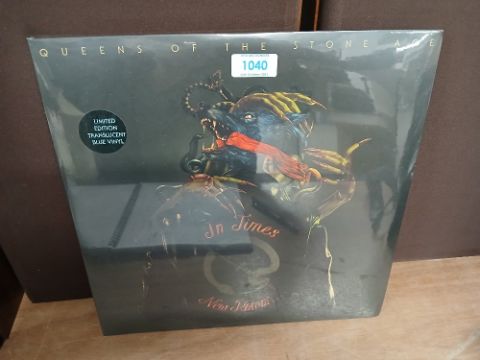 QUEENS OF THE STONE AGE
1040
LIMITED
EDITION
TRANSLUCENT
BLUE VINYL
In Times
New Roman